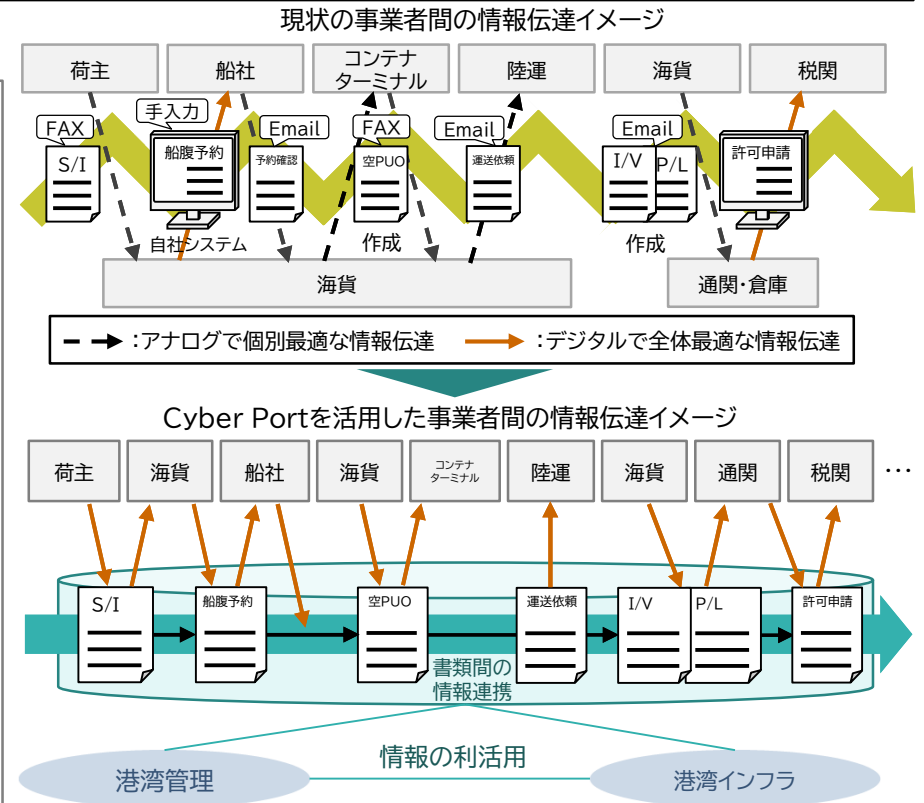 現状の事業者間の情報伝達イメージ
荷主
船社
コンテナ
ターミナル
陸運
海貨
税関
FAX
手入力
Email
FAX
Email
Email
S/I
船腹予約
予約確認
空PUO
運送依頼
I/V
P/L
許可申請
自社システム
作成
作成
海貨
通関・倉庫
:アナログで個別最適な情報伝達
:デジタルで全体最適な情報伝達
Cyber Portを活用した事業者間の情報伝達イメージ
荷主
海貨
船社
海貨
コンテナ
ターミナル
陸運
海貨
通関
税関
…
S/I
船腹予約
空PUO
運送依頼
I/V
P/L
許可申請
書類間の
情報連携
情報の利活用
港湾管理
港湾インフラ